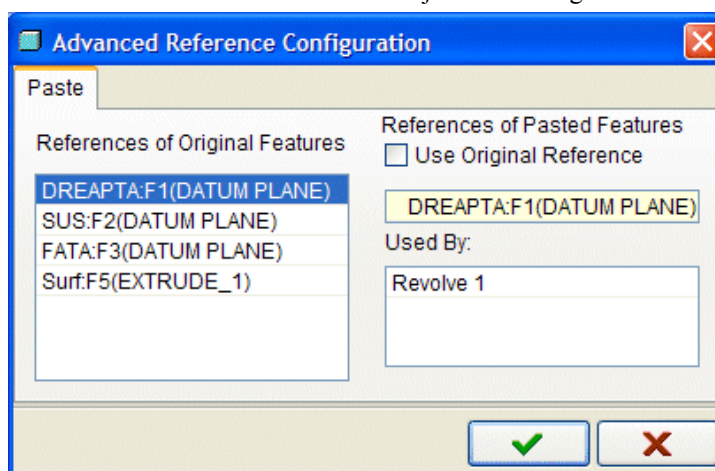 Advanced Reference Configuration
Paste
References of Original Features
DREAPTA:F1(DATUM PLANE)
SUS:F2(DATUM PLANE)
FATA:F3(DATUM PLANE)
Surf:F5(EXTRUDE_1)
References of Pasted Features
Use Original Reference
DREAPTA:F1(DATUM PLANE)
Used By:
Revolve 1